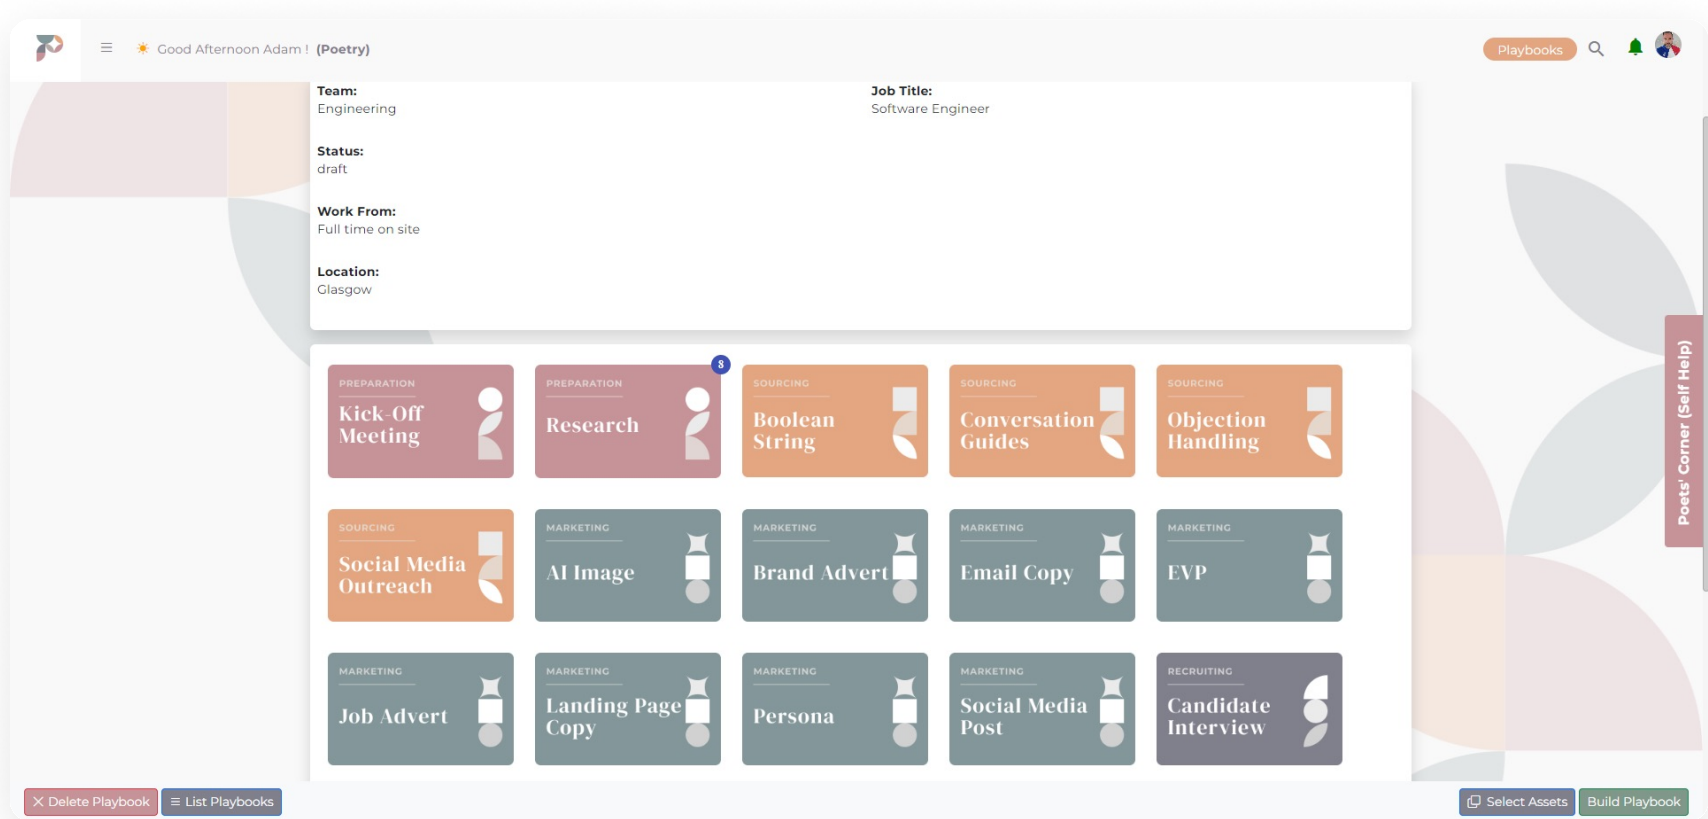 Good Afternoon Adam ! (Poetry)
Playbooks
Team:
Engineering
Job Title:
Software Engineer
Status:
draft
Work From:
Full time on site
Location:
Glasgow
PREPARATION
Kick-Off
Meeting
PREPARATION
Research
8
SOURCING
Boolean
String
SOURCING
Conversation
Guides
SOURCING
Objection
Handling
SOURCING
Social Media
Outreach
MARKETING
AI Image
MARKETING
Brand Advert
MARKETING
Email Copy
MARKETING
EVP
MARKETING
Job Advert
MARKETING
Landing Page
Copy
MARKETING
Persona
MARKETING
Social Media
Post
RECRUITING
Candidate
Interview
Poets' Corner (Self Help)
Delete Playbook
List Playbooks
Select Assets
Build Playbook